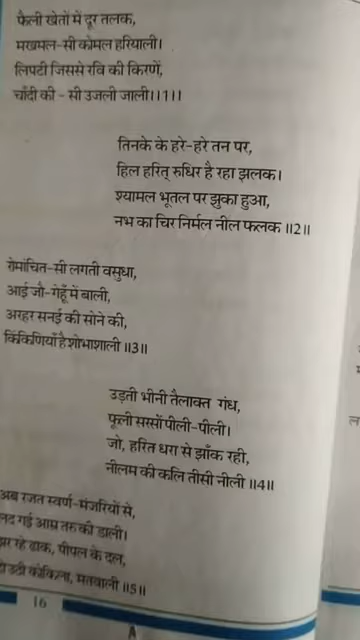 फैली खेतों में दूर तलक,
मखमल-सी कोमल हरियाली।
लिपटी जिससे रवि की किरणें,
चाँदी की - सी उजली जाली।।1।।
तिनके के हरे-हरे तन पर,
हिल हरित् रुधिर है रहा झलक।
श्यामल भूतल पर झुका हुआ,
नभ का चिर निर्मल नील फलक ॥2॥
रोमांचित-सी लगती वसुधा,
आई जौ-गेहूँ में बाली,
अरहर सनई की सोने की,
किंकिणियाँ है शोभाशाली ॥3॥
उड़ती भीनी तैलाक्त गंध,
फूली सरसों पीली-पीली।
जो, हरित धरा से झाँक रही,
नीलम की कलि तीसी नीली ॥4॥
अब रजत स्वर्ण-मंजरियों से,
लद गई आम्र तरु की डाली।
झर रहे ढाक, पीपल के दल,
उठी कोकिला, मतवाली ॥5॥
16